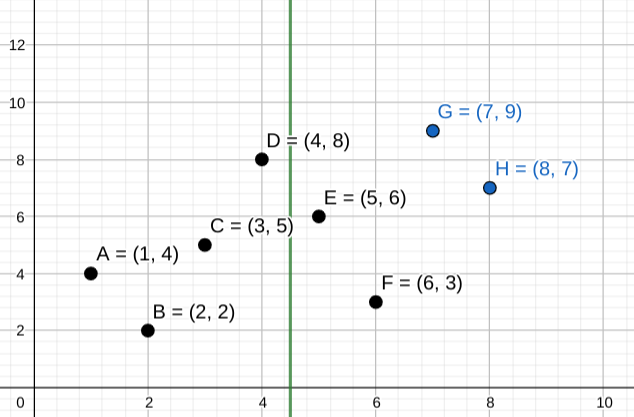 12
10
G = (7, 9)
D = (4, 8)
8
H = (8, 7)
E = (5, 6)
6
C = (3, 5)
A = (1, 4)
4
F = (6, 3)
B = (2, 2)
2
0 2 4 6 8 10